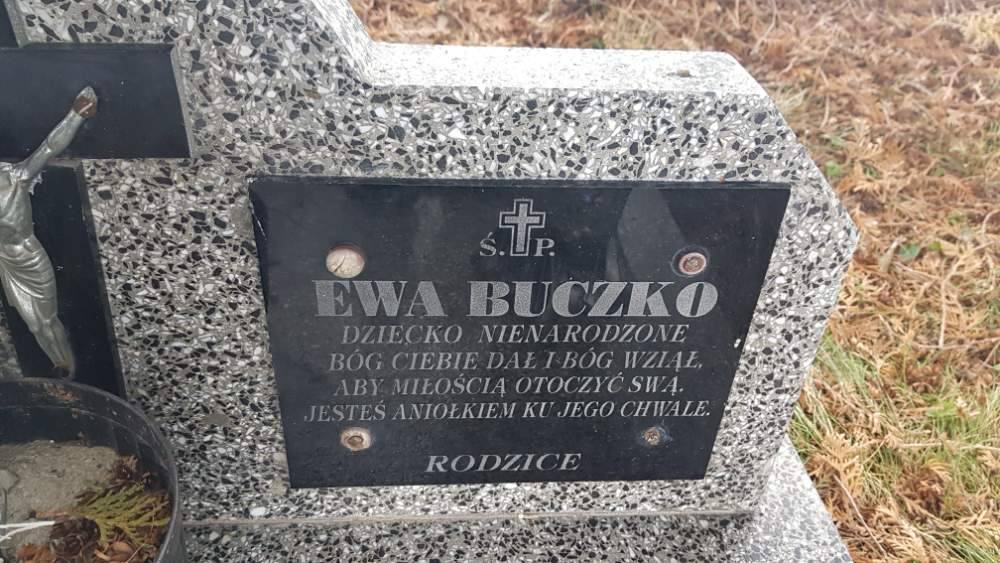 Ś. P.
EWA BUCZKO
DZIECKO NIENARODZONE
BÓG CIEBIE DAŁ I BÓG WZIĄŁ,
ABY MIŁOŚCIĄ OTOCZYĆ SWĄ.
JESTEŚ ANIOŁKIEM KU JEGO CHWALE.
RODZICE